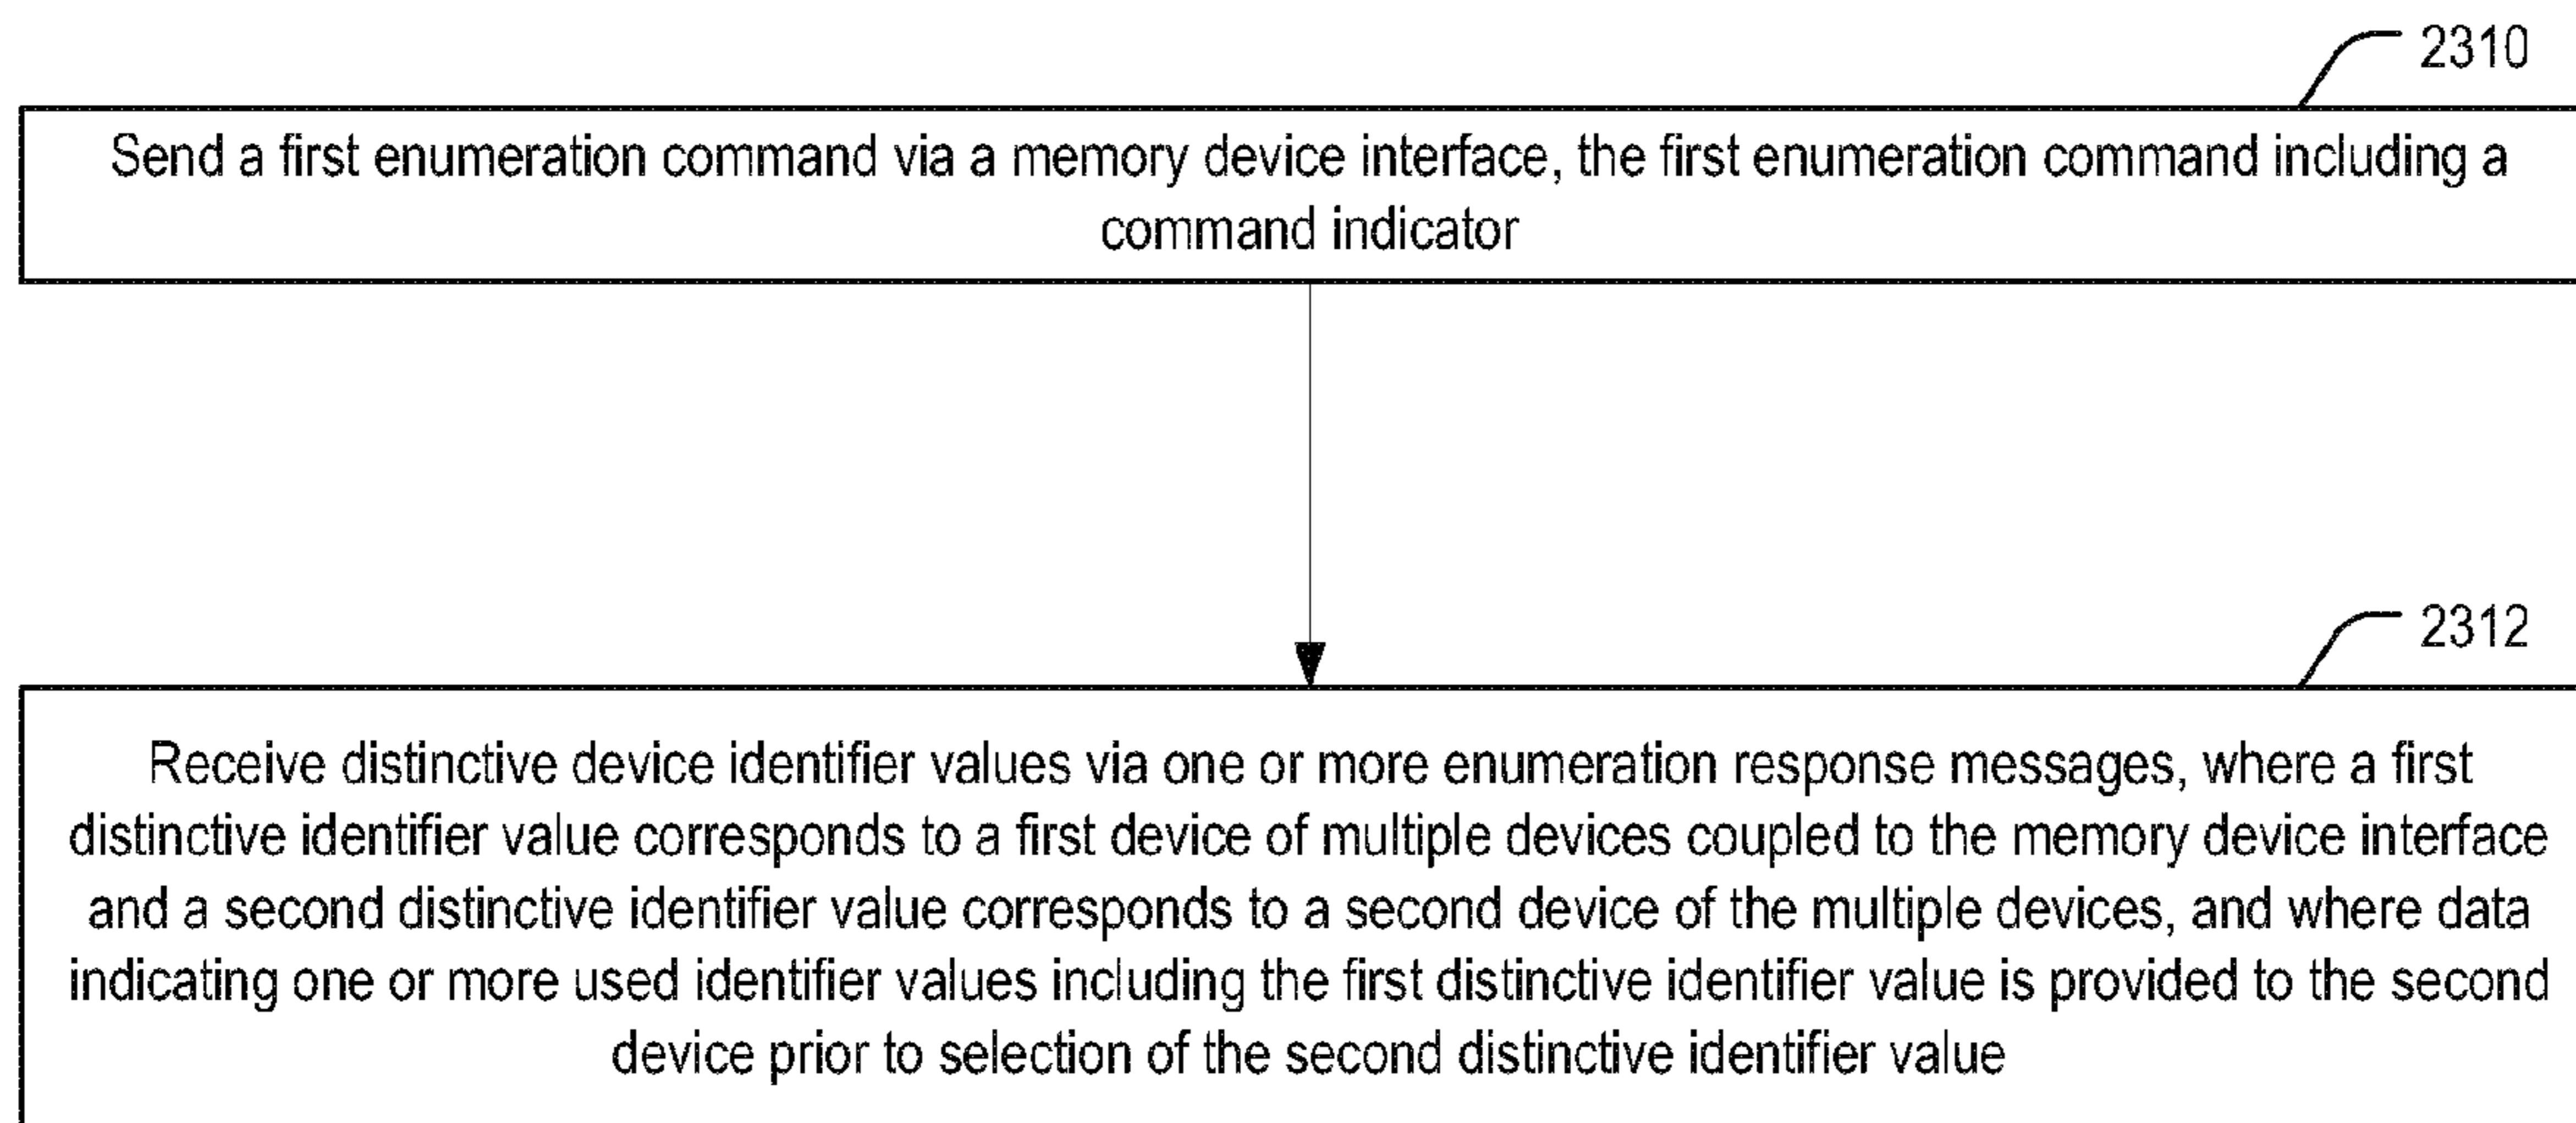 2310
Send a first enumeration command via a memory device interface, the first enumeration command including a
command indicator
2312
Receive distinctive device identifier values via one or more enumeration response messages, where a first
distinctive identifier value corresponds to a first device of multiple devices coupled to the memory device interface
and a second distinctive identifier value corresponds to a second device of the multiple devices, and where data
indicating one or more used identifier values including the first distinctive identifier value is provided to the second
device prior to selection of the second distinctive identifier value